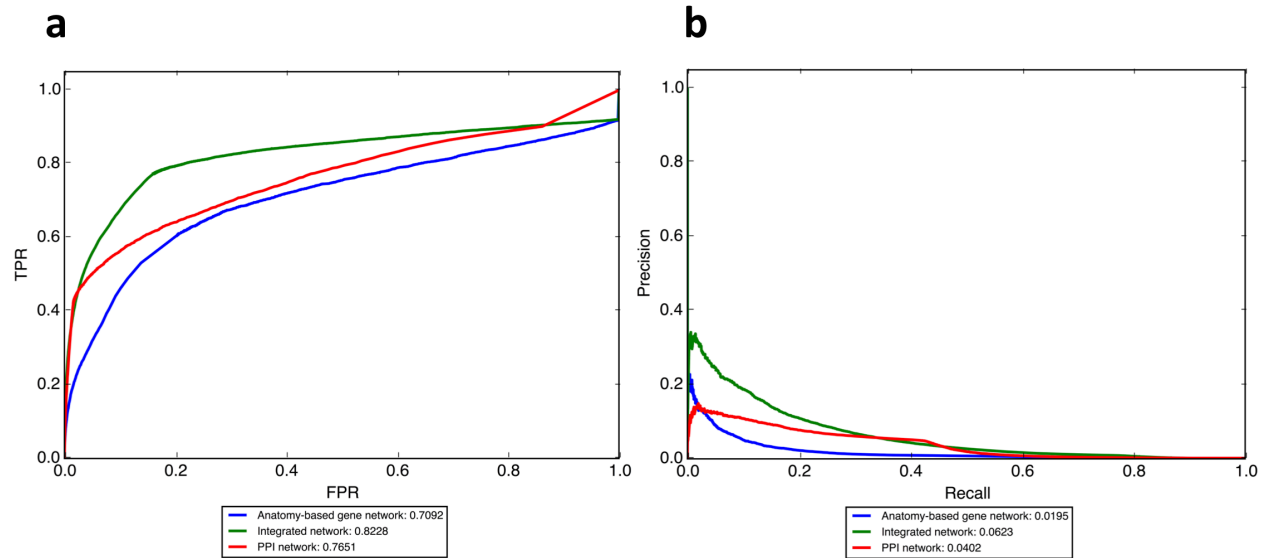 a
1.0
0.8
0.6
0.4
0.2
0.0
TPR
0.0 0.2 0.4 0.6 0.8 1.0
FPR
Anatomy-based gene network: 0.7092
Integrated network: 0.8228
PPI network: 0.7651
b
1.0
0.8
0.6
0.4
0.2
0.0
Precision
0.0 0.2 0.4 0.6 0.8 1.0
Recall
Anatomy-based gene network: 0.0195
Integrated network: 0.0623
PPI network: 0.0402